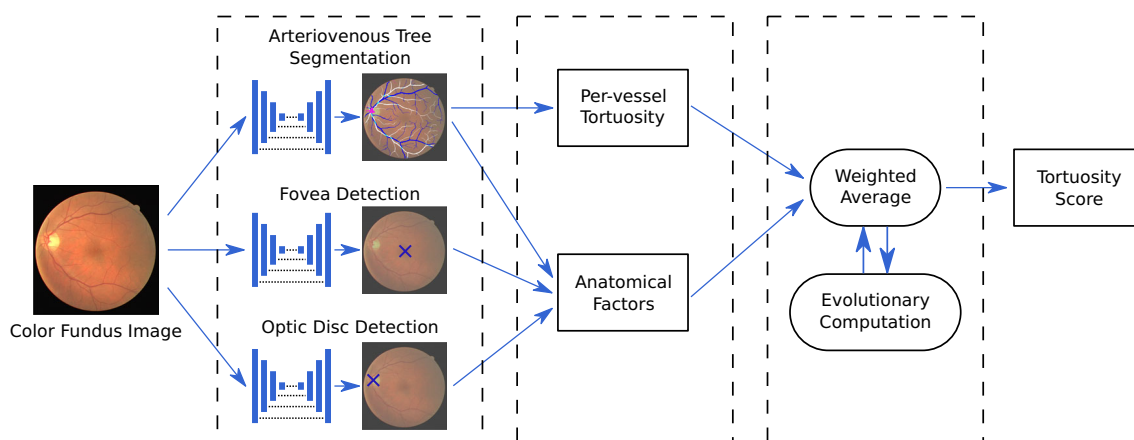 Arteriovenous Tree
Segmentation
Per-vessel
Tortuosity
Fovea Detection
Weighted
Average
Tortuosity
Score
Anatomical
Factors
Evolutionary
Computation
Color Fundus Image
Optic Disc Detection